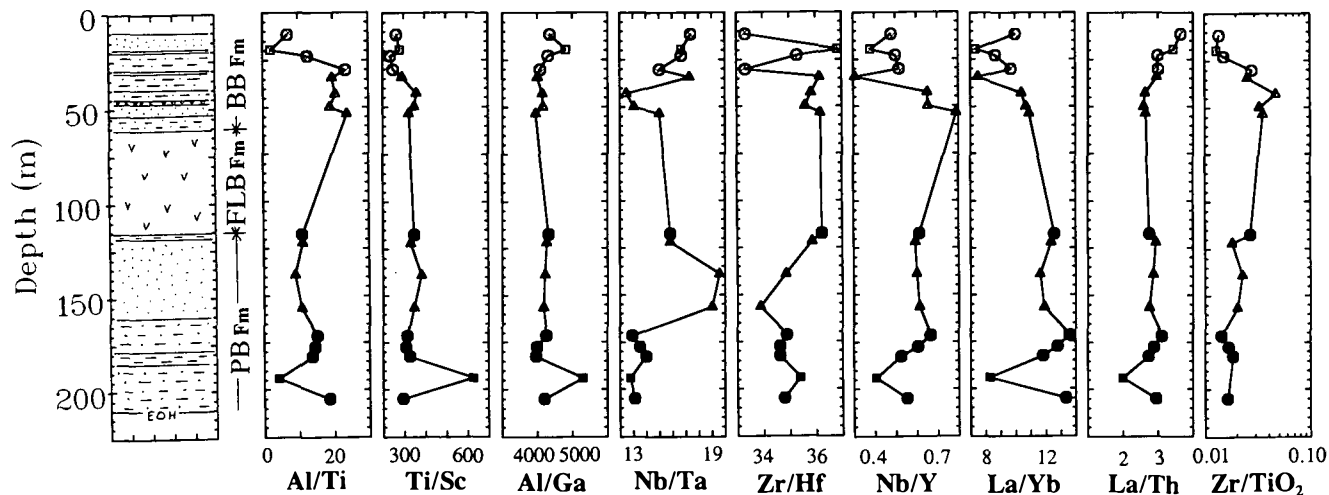 0
50
100
150
200
Depth (m)
EOH
PB Fm
FLB Fm
BB Fm
0 10 20
Al/Ti
300 600
Ti/Sc
4000 5000
Al/Ga
13 19
Nb/Ta
34 36
Zr/Hf
0.4 0.7
Nb/Y
8 12
La/Yb
2 3
La/Th
0.01 0.10
Zr/TiO₂